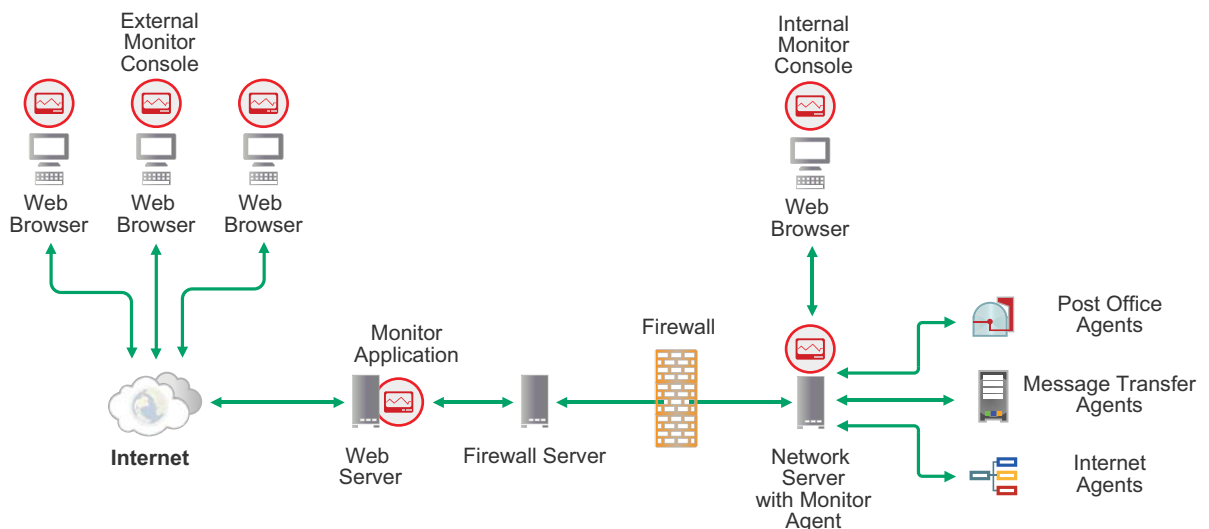 External
Monitor
Console
Internal
Monitor
Console
Web
Browser
Web
Browser
Web
Browser
Web
Browser
Monitor
Application
Firewall
Post Office
Agents
Message Transfer
Agents
Internet
Agents
Internet
Web
Server
Firewall Server
Network
Server
with Monitor
Agent